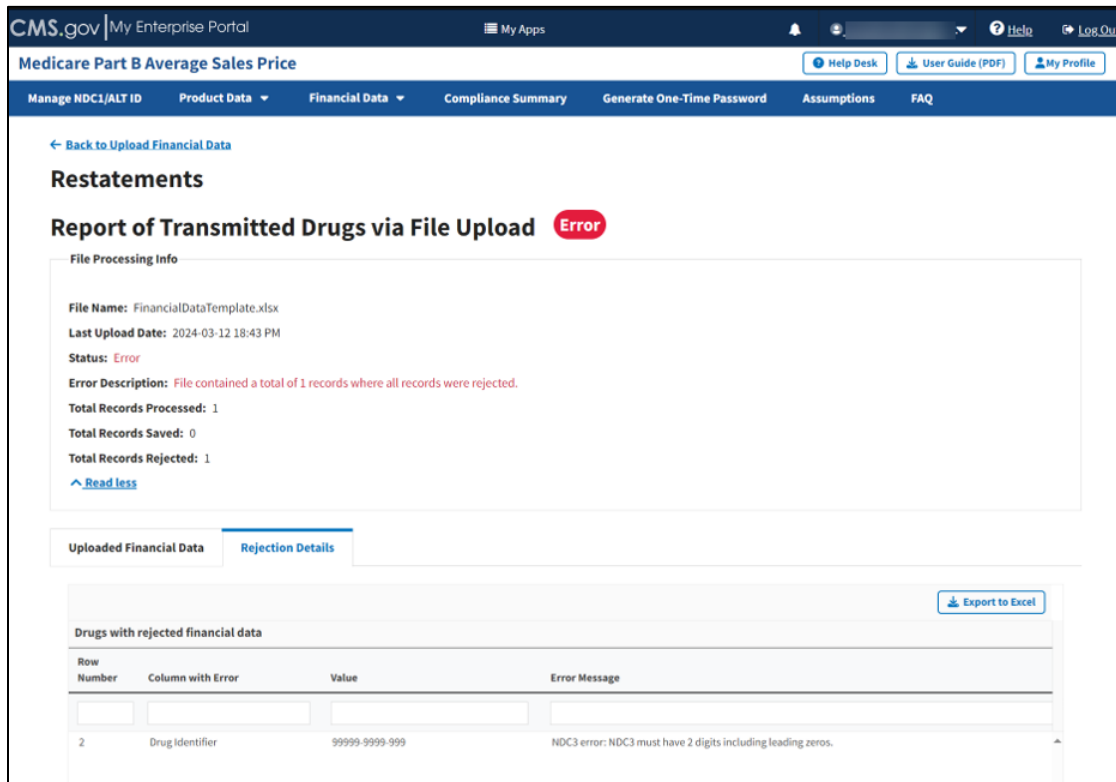 CMS.gov My Enterprise Portal My Apps Help Log Ou
Medicare Part B Average Sales Price Help Desk User Guide (PDF) My Profile
Manage NDC1/ALT ID Product Data Financial Data Compliance Summary Generate One-Time Password Assumptions FAQ
Back to Upload Financial Data
Restatements
Report of Transmitted Drugs via File Upload Error
File Processing Info
File Name: FinancialDataTemplate.xlsx
Last Upload Date: 2024-03-12 18:43 PM
Status: Error
Error Description: File contained a total of 1 records where all records were rejected.
Total Records Processed: 1
Total Records Saved: 0
Total Records Rejected: 1
Read less
Uploaded Financial Data Rejection Details
Export to Excel
Drugs with rejected financial data
Row Number Column with Error Value Error Message
2 Drug Identifier 99999-9999-999 NDC3 error: NDC3 must have 2 digits including leading zeros.